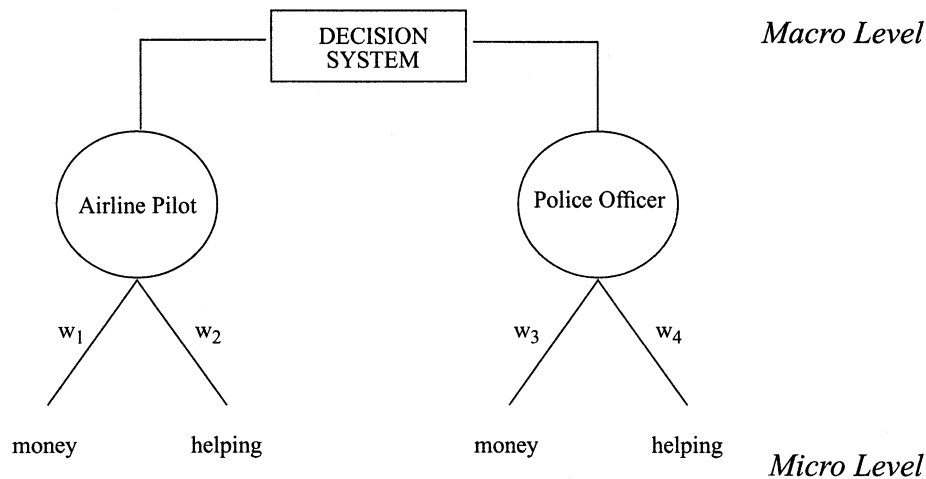 DECISION
SYSTEM
Macro Level
Airline Pilot
Police Officer
w1
w2
w3
w4
money
helping
money
helping
Micro Level